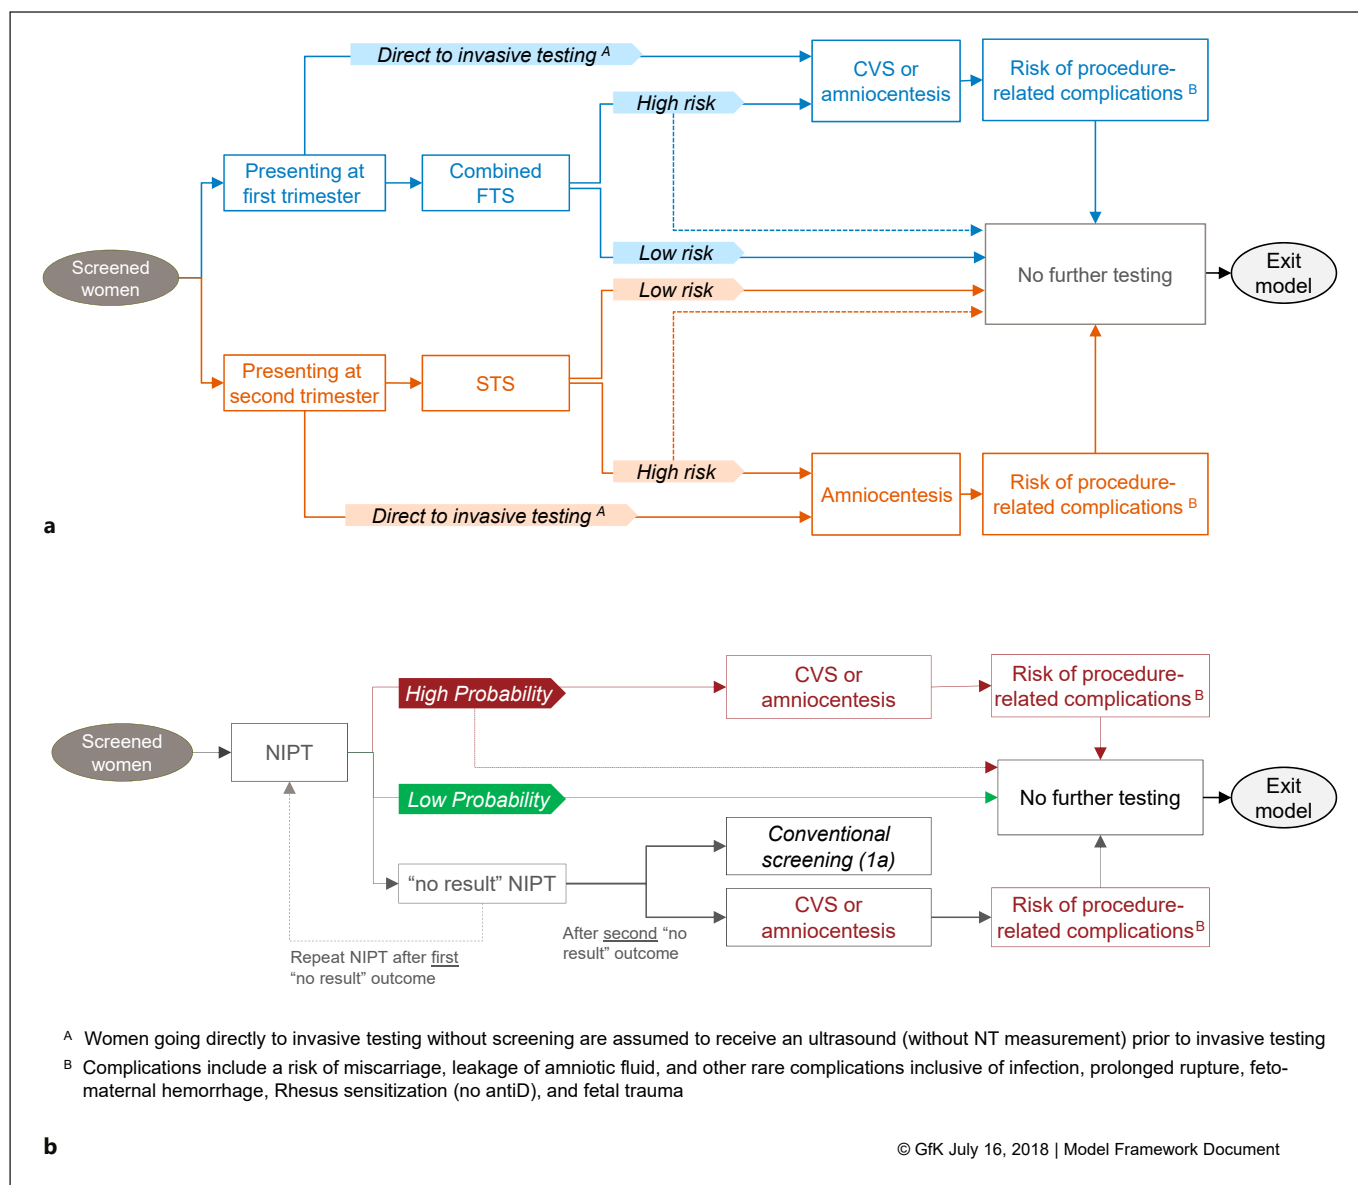 Direct to invasive testing A
CVS or
amniocentesis
Risk of procedure-
related complications B
High risk
Presenting at
first trimester
Combined
FTS
Low risk
Screened
women
No further testing
Exit
model
Low risk
Presenting at
second trimester
STS
High risk
Amniocentesis
Risk of procedure-
related complications B
Direct to invasive testing A
a
High Probability
CVS or
amniocentesis
Risk of procedure-
related complications B
Screened
women
NIPT
Low Probability
No further testing
Exit
model
Conventional
screening (1a)
“no result” NIPT
CVS or
amniocentesis
Risk of procedure-
related complications B
After second “no
result” outcome
Repeat NIPT after first
“no result” outcome
A Women going directly to invasive testing without screening are assumed to receive an ultrasound (without NT measurement) prior to invasive testing
B Complications include a risk of miscarriage, leakage of amniotic fluid, and other rare complications inclusive of infection, prolonged rupture, feto-
maternal hemorrhage, Rhesus sensitization (no antiD), and fetal trauma
b
© GfK July 16, 2018 | Model Framework Document